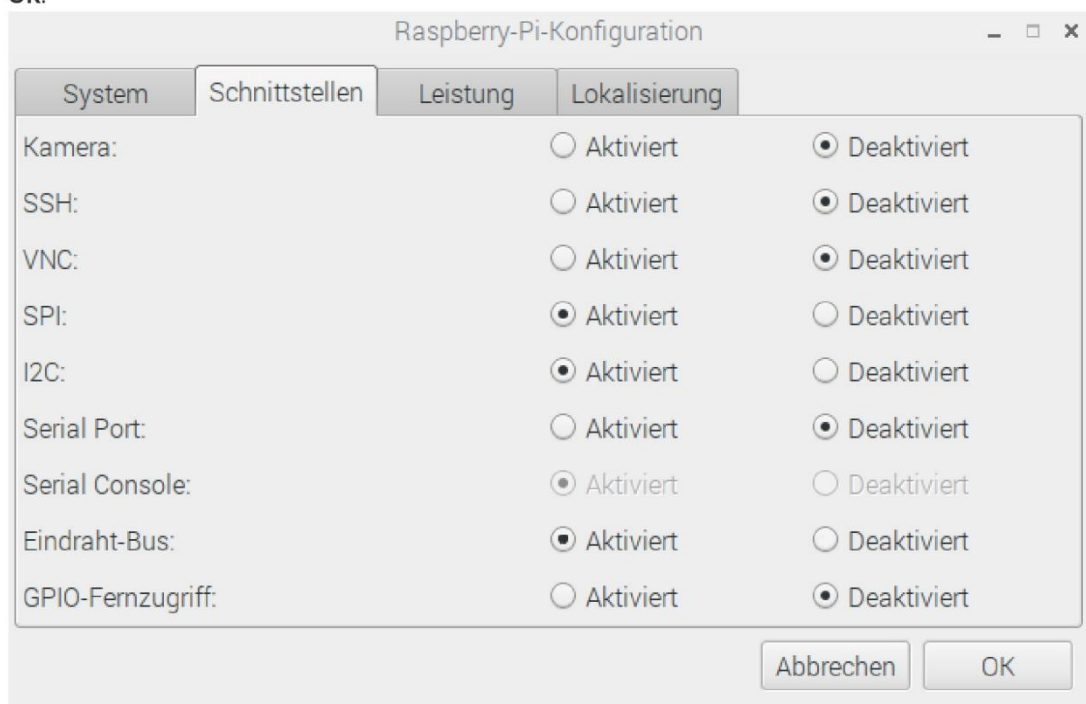 OK.
Raspberry-Pi-Konfiguration
System Schnittstellen Leistung Lokalisierung
Kamera: Aktiviert Deaktiviert
SSH: Aktiviert Deaktiviert
VNC: Aktiviert Deaktiviert
SPI: Aktiviert Deaktiviert
I2C: Aktiviert Deaktiviert
Serial Port: Aktiviert Deaktiviert
Serial Console: Aktiviert Deaktiviert
Eindraht-Bus: Aktiviert Deaktiviert
GPIO-Fernzugriff: Aktiviert Deaktiviert
Abbrechen OK